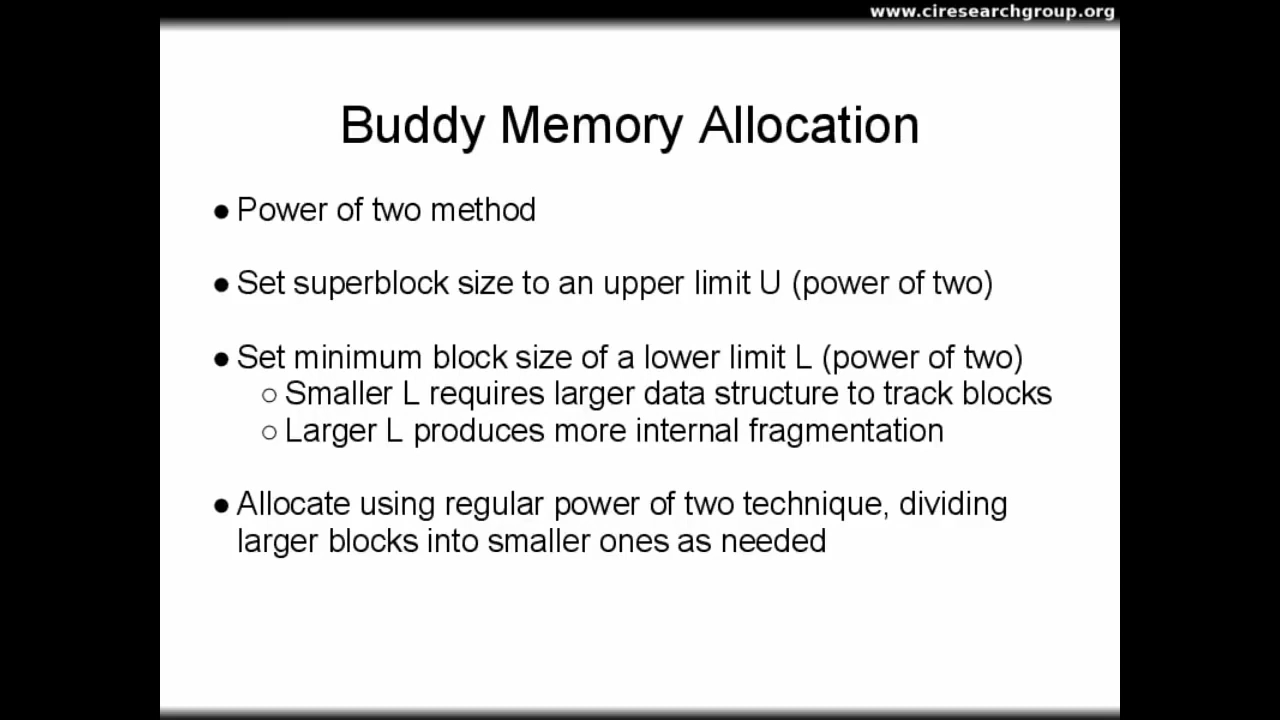 www.ciresearchgroup.org
Buddy Memory Allocation
● Power of two method
● Set superblock size to an upper limit U (power of two)
● Set minimum block size of a lower limit L (power of two)
○ Smaller L requires larger data structure to track blocks
○ Larger L produces more internal fragmentation
● Allocate using regular power of two technique, dividing
larger blocks into smaller ones as needed